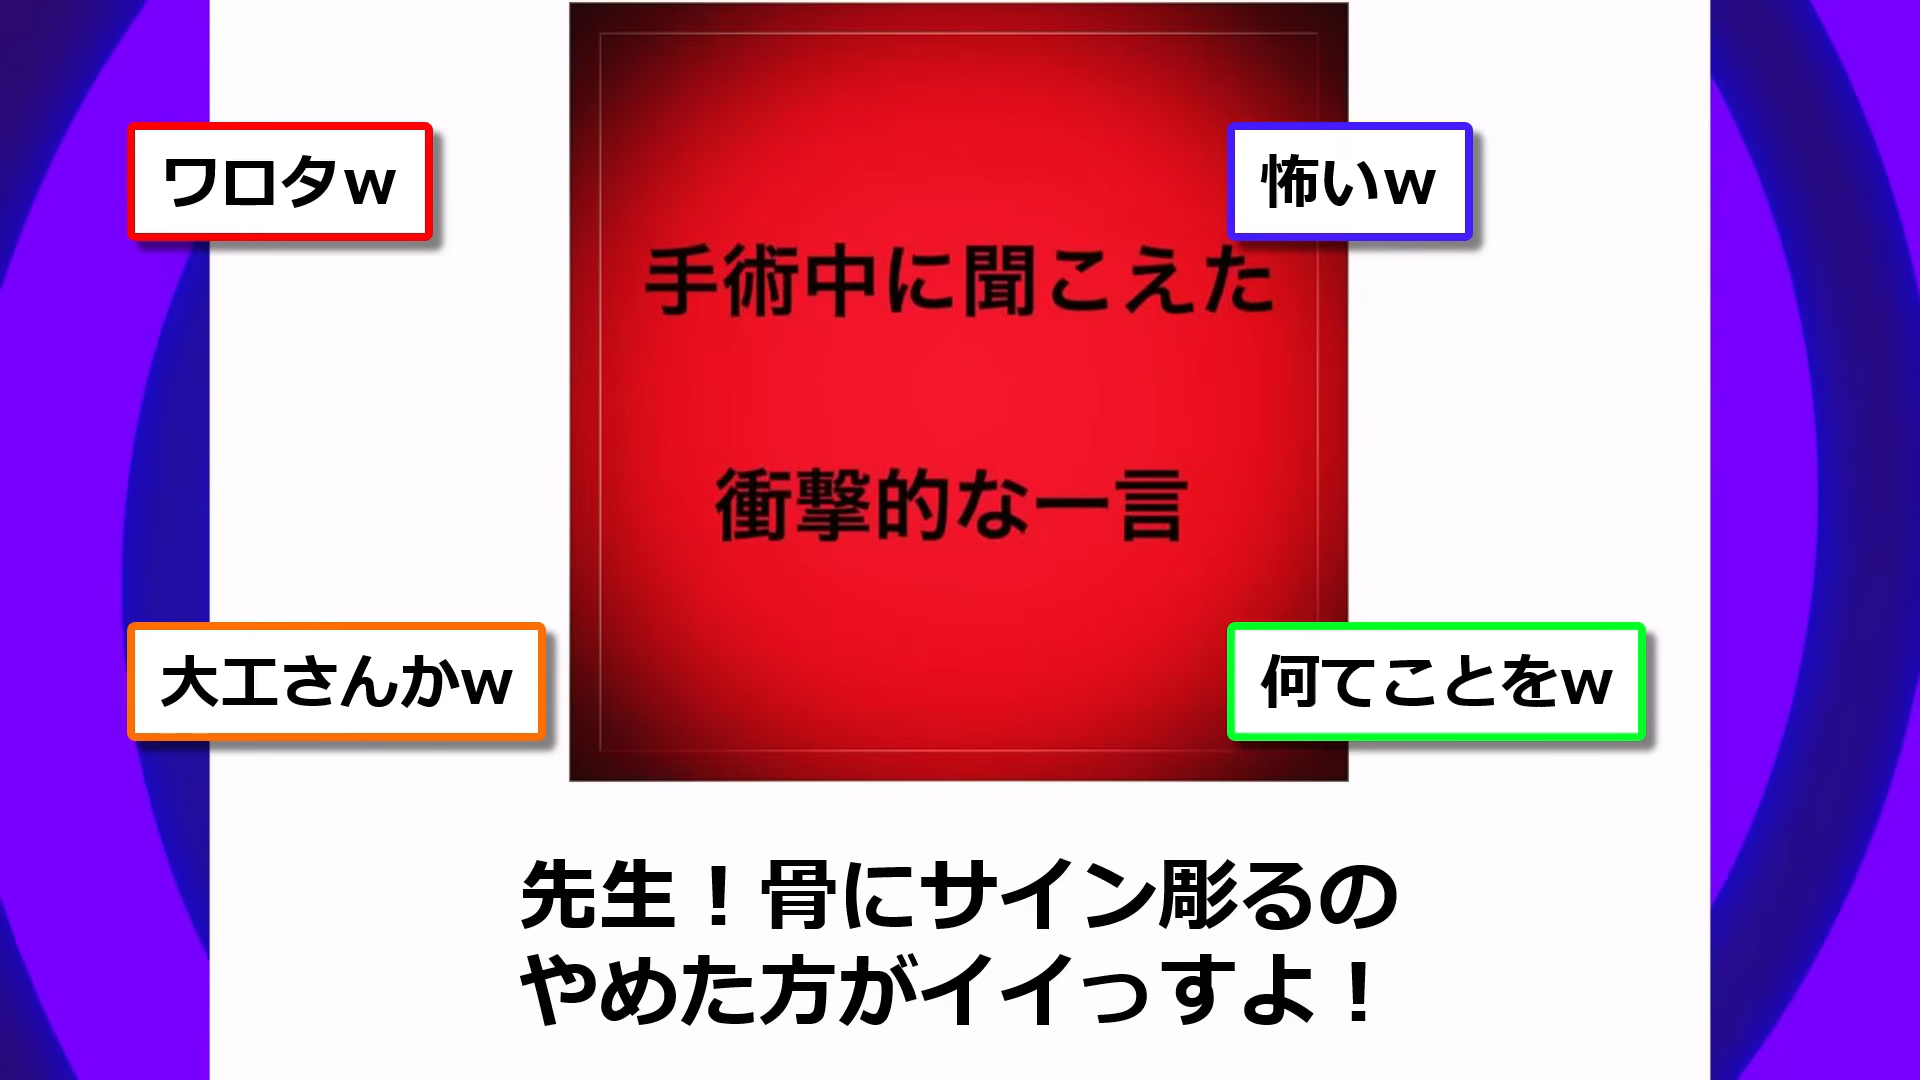 ワロタw
怖いw
手術中に聞こえた
衝撃的な一言
大工さんかw
何てことをw
先生！骨にサイン彫るの
やめた方がイイっすよ！